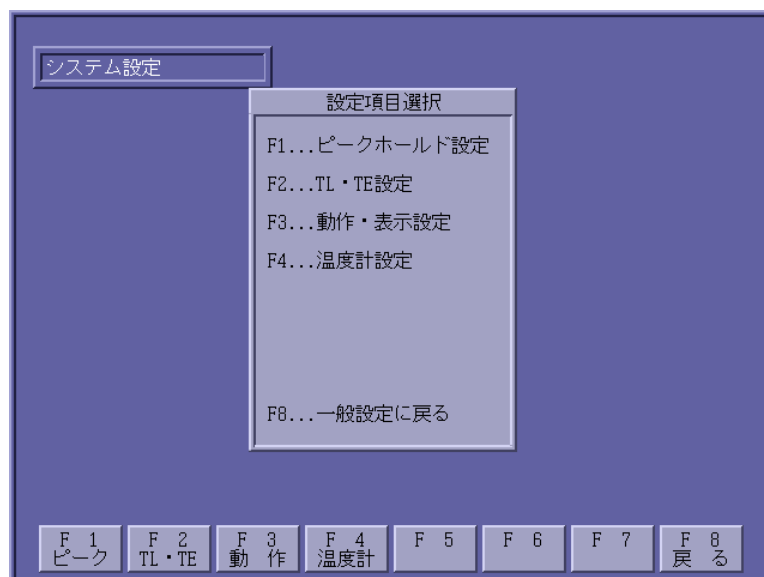 システム設定
設定項目選択
F1...ピークホールド設定
F2...TL・TE設定
F3...動作・表示設定
F4...温度計設定
F8...一般設定に戻る
F 1 F 2 F 3 F 4 F 5 F 6 F 7 F 8
ピーク TL・TE 動 作 温度計 戻 る